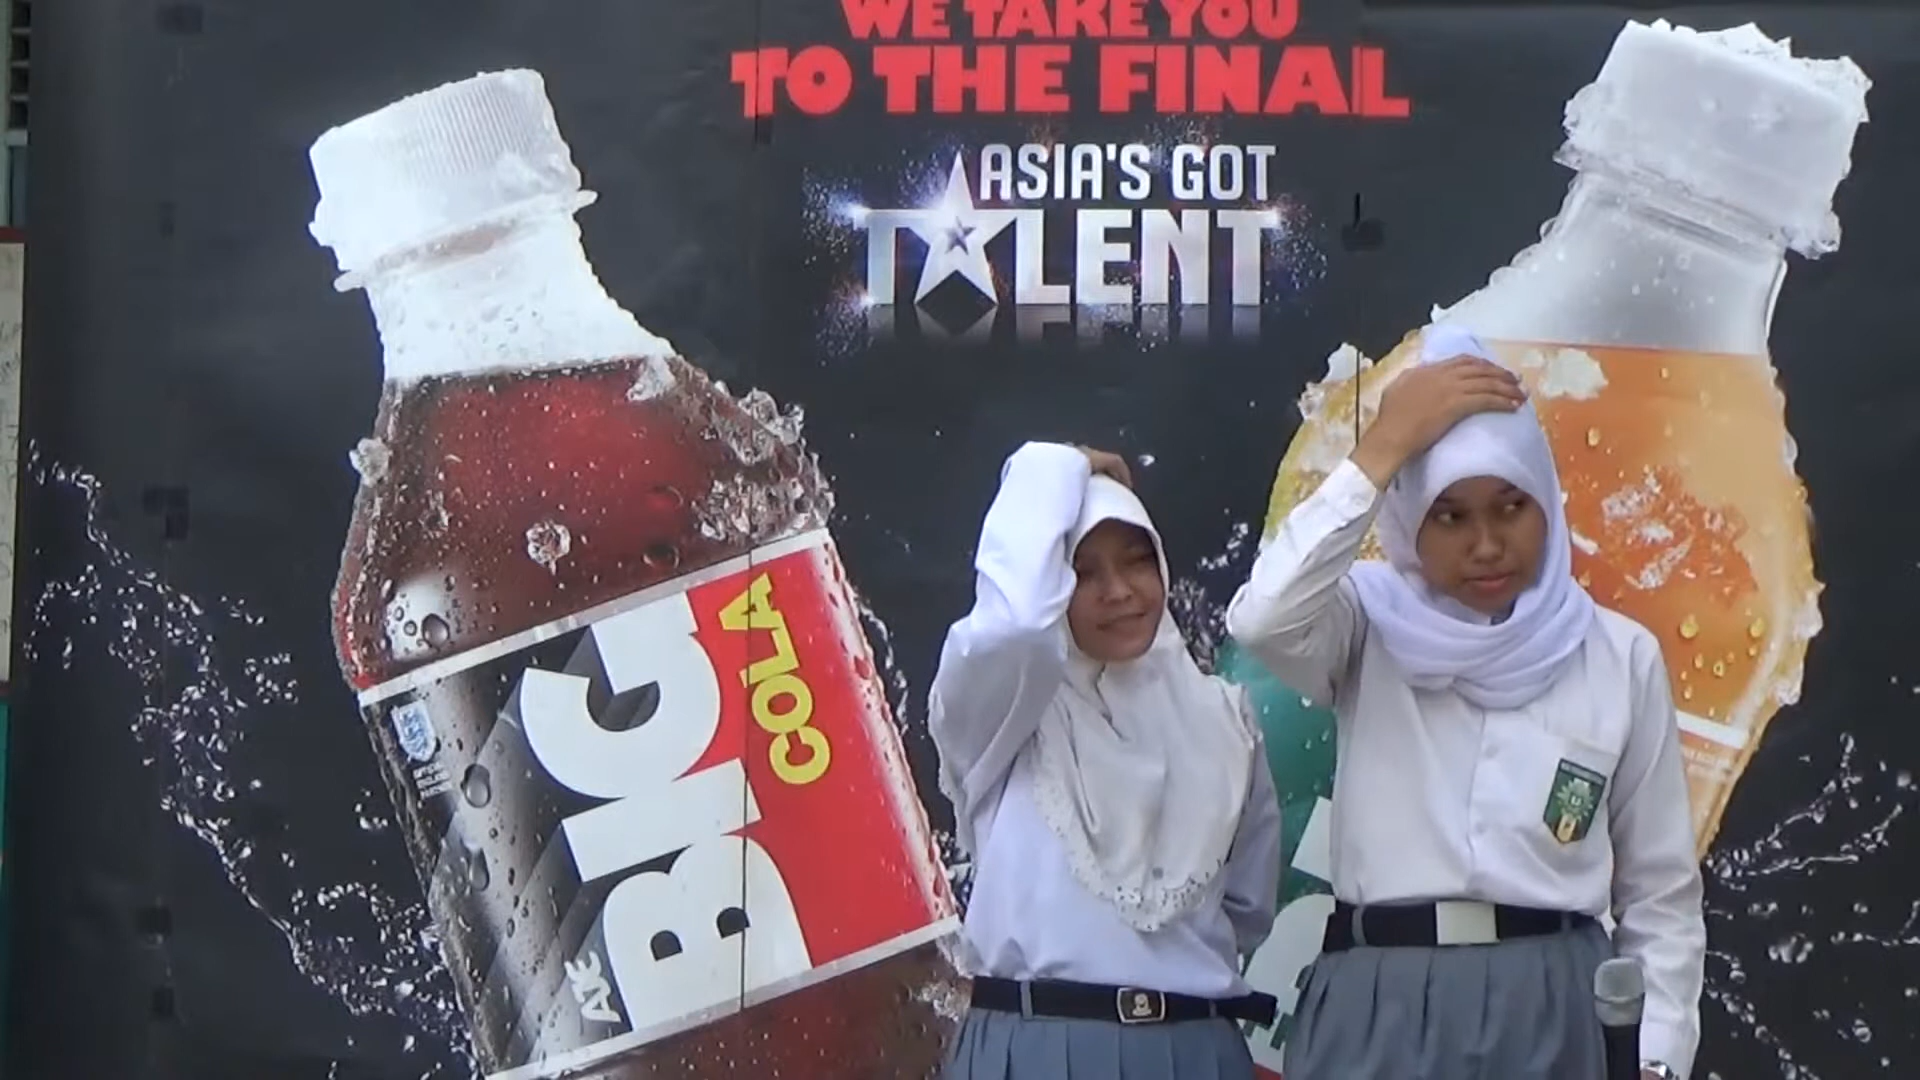 WE TAKE YOU
TO THE FINAL
ASIA'S GOT
TALENT
AJE
BIG
COLA